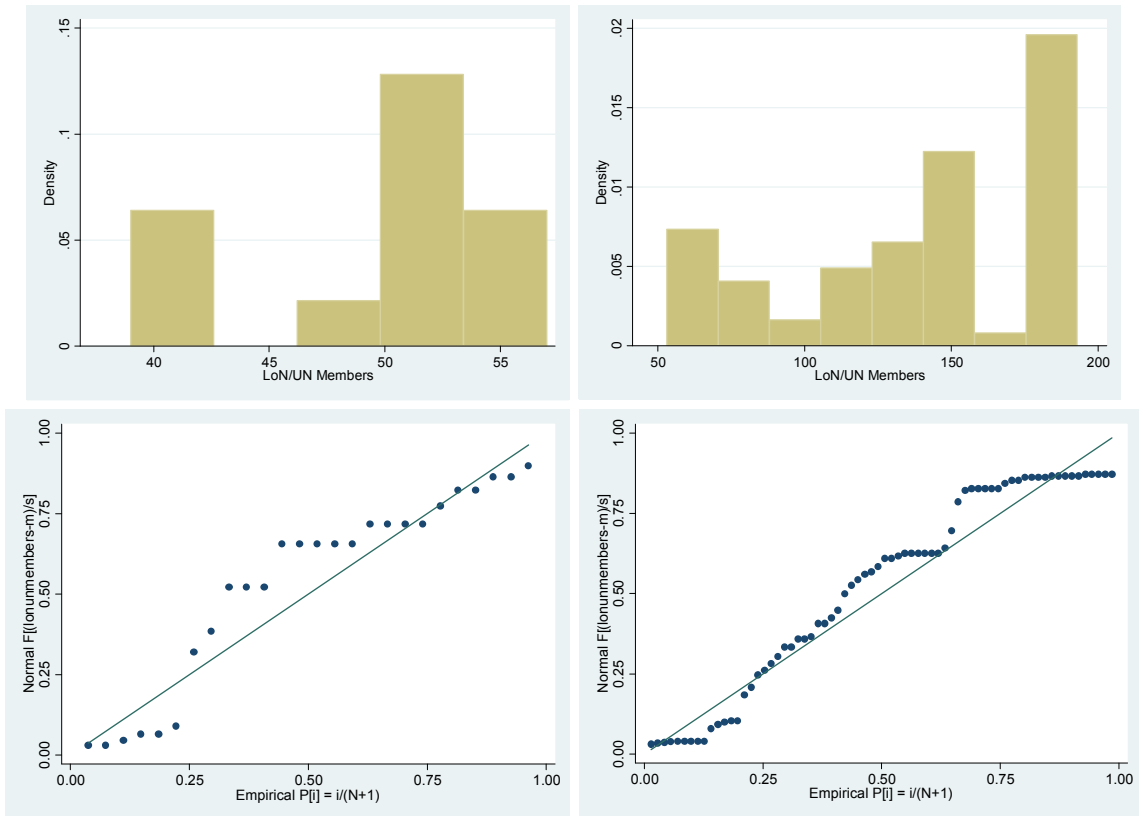 .15
.1
.05
0
Density
40 45 50 55
LoN/UN Members
.02
.015
.01
.005
0
Density
50 100 150 200
LoN/UN Members
1.00
0.75
0.50
0.25
0.00
Normal F[(lonunmembers-m)/s]
0.00 0.25 0.50 0.75 1.00
Empirical P[i] = i/(N+1)
1.00
0.75
0.50
0.25
0.00
Normal F[(lonunmembers-m)/s]
0.00 0.25 0.50 0.75 1.00
Empirical P[i] = i/(N+1)